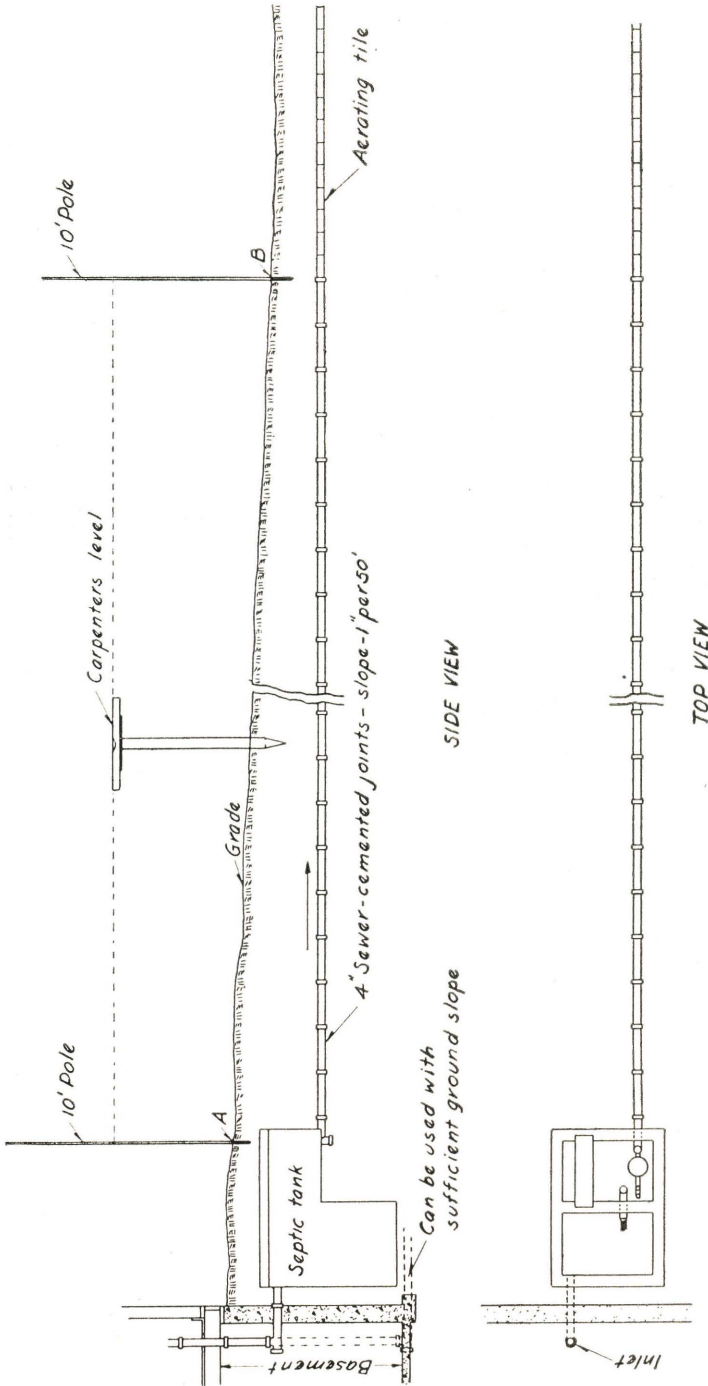 10' Pole
Carpenters level
10' Pole
A
Grade
B
Septic tank
Basement
4" Sewer-cemented joints - slope-1" per 50'
Aerating tile
Can be used with
sufficient ground slope
SIDE VIEW
Inlet
TOP VIEW